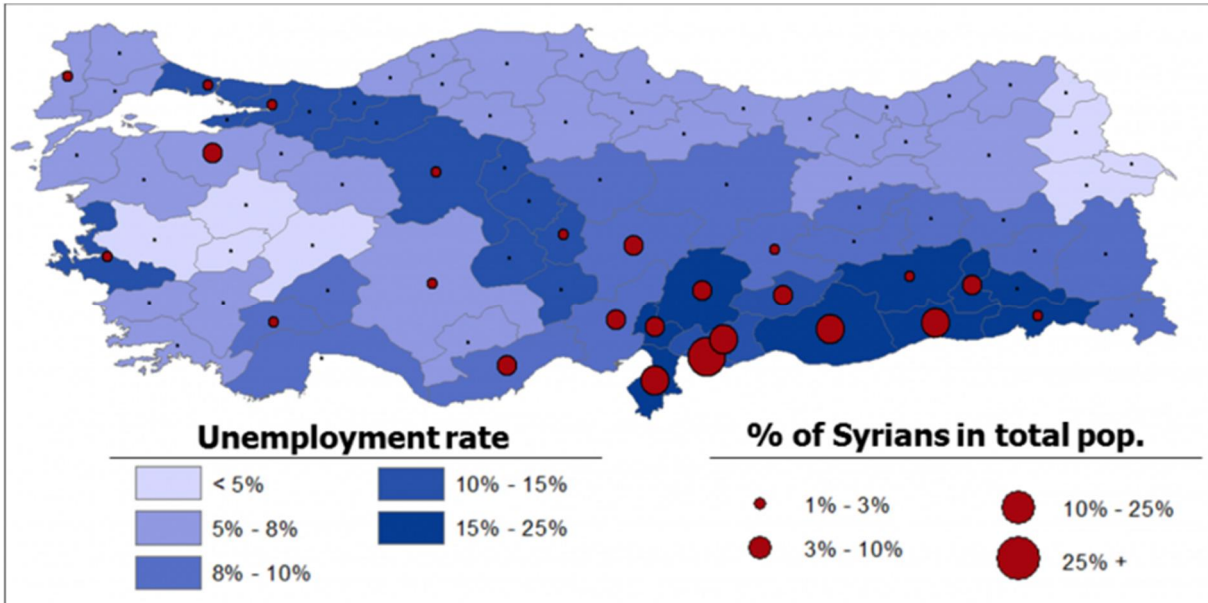 Unemployment rate
< 5%
5% - 8%
8% - 10%
10% - 15%
15% - 25%
% of Syrians in total pop.
1% - 3%
3% - 10%
10% - 25%
25% +